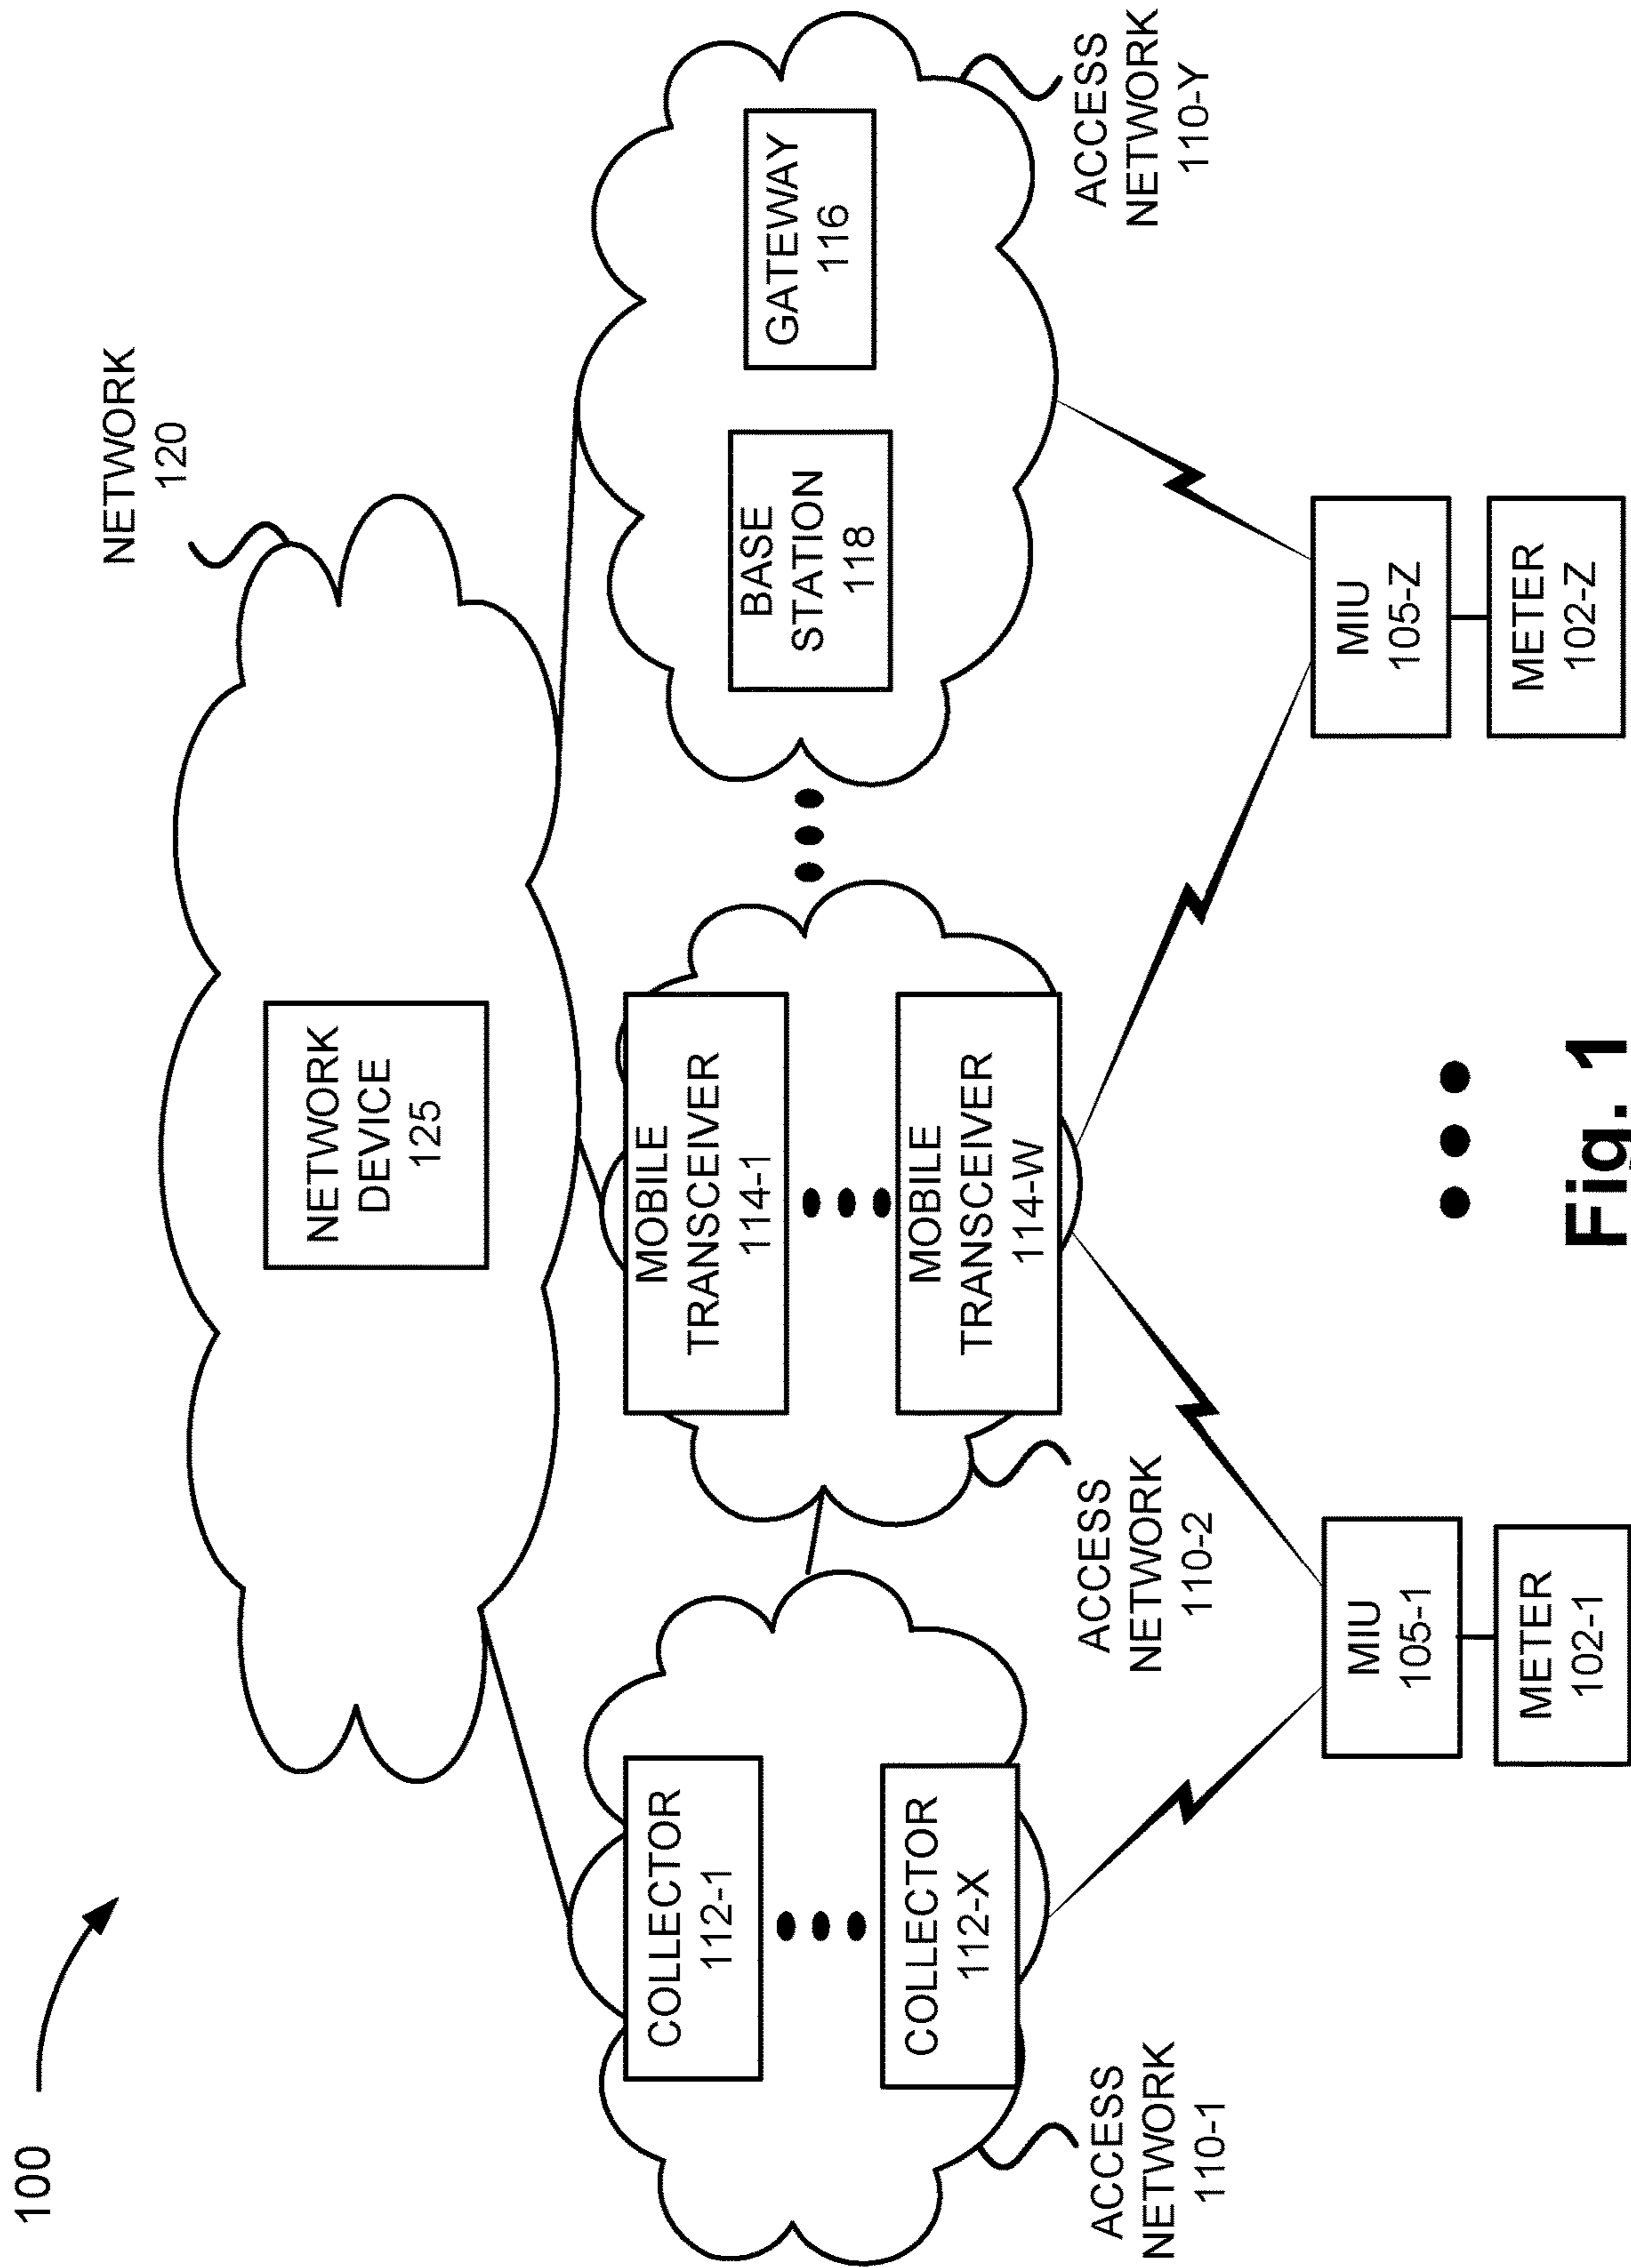 100
NETWORK
120
NETWORK
DEVICE
125
COLLECTOR
112-1
COLLECTOR
112-X
ACCESS
NETWORK
110-1
MOBILE
TRANSCEIVER
114-1
MOBILE
TRANSCEIVER
114-W
ACCESS
NETWORK
110-2
BASE
STATION
118
GATEWAY
116
ACCESS
NETWORK
110-Y
MIU
105-1
METER
102-1
MIU
105-Z
METER
102-Z
Fig. 1